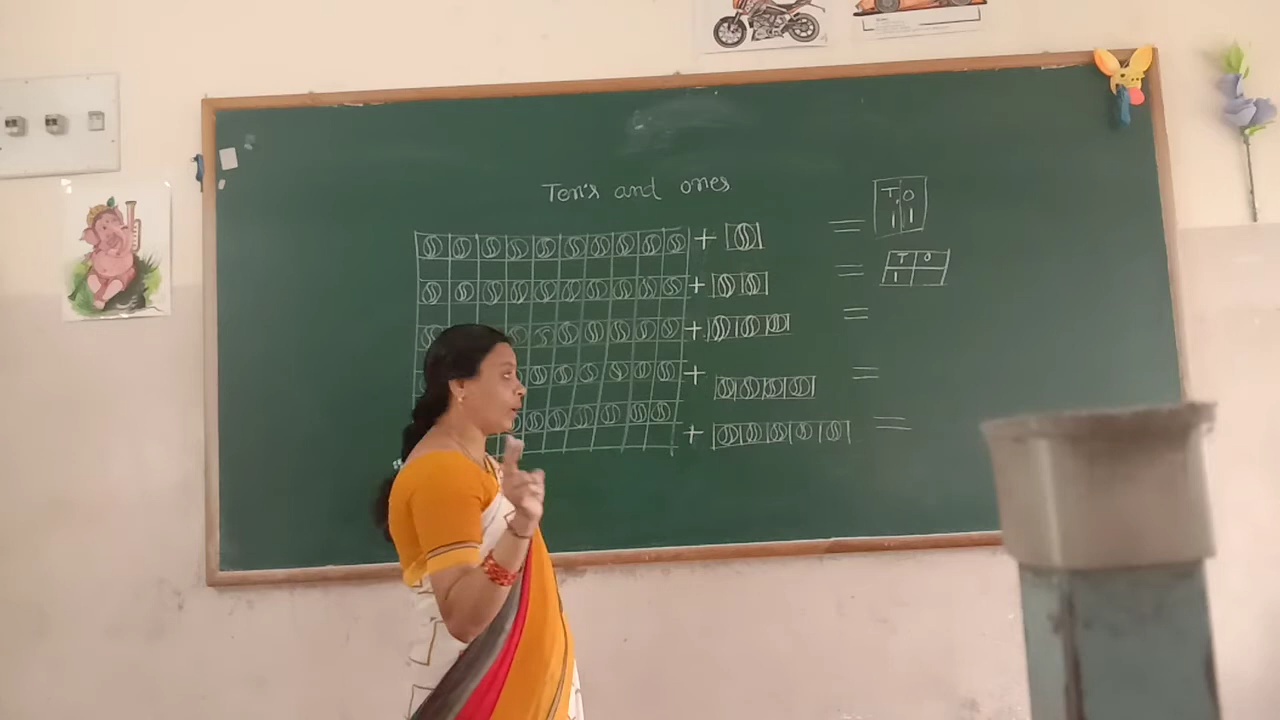 Ten's and ones
+ =
T O
1 1
+ =
T O
1
+ =
+ =
+ =